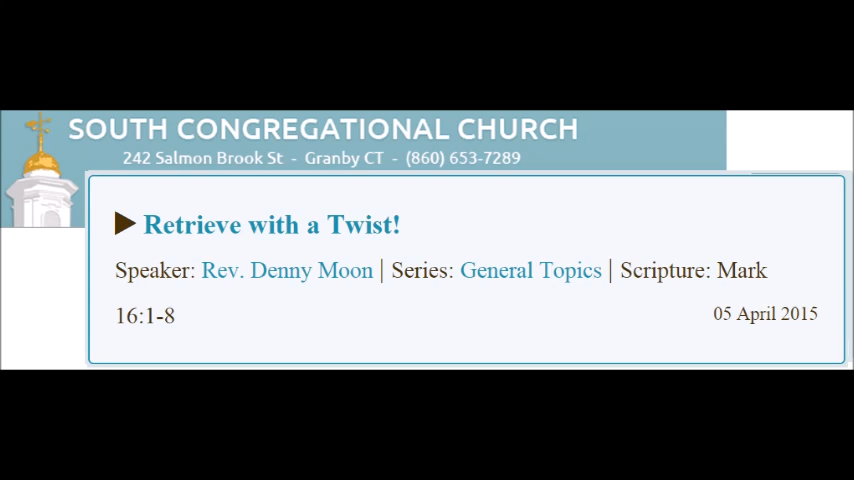 SOUTH CONGREGATIONAL CHURCH
242 Salmon Brook St - Granby CT - (860) 653-7289
Retrieve with a Twist!
Speaker: Rev. Denny Moon | Series: General Topics | Scripture: Mark
16:1-8
05 April 2015